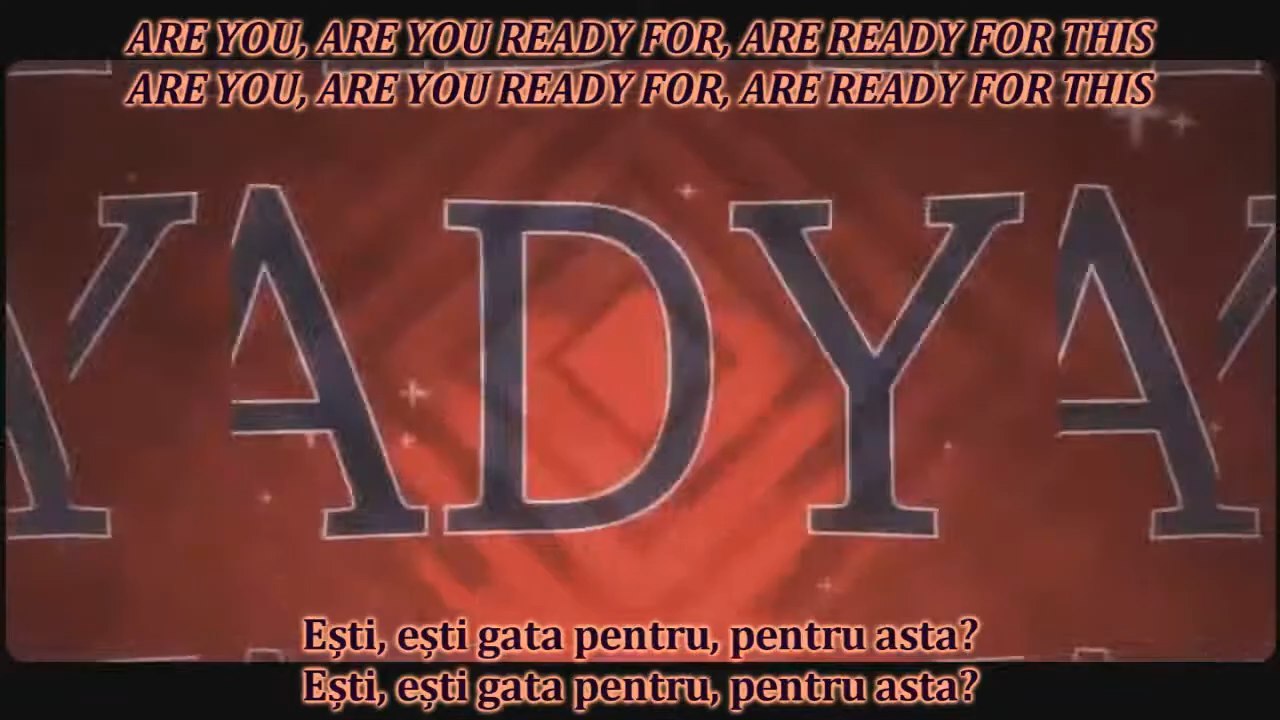 ARE YOU, ARE YOU READY FOR, ARE READY FOR THIS
ARE YOU, ARE YOU READY FOR, ARE READY FOR THIS
Y ADY A
Ești, ești gata pentru, pentru asta?
Ești, ești gata pentru, pentru asta?